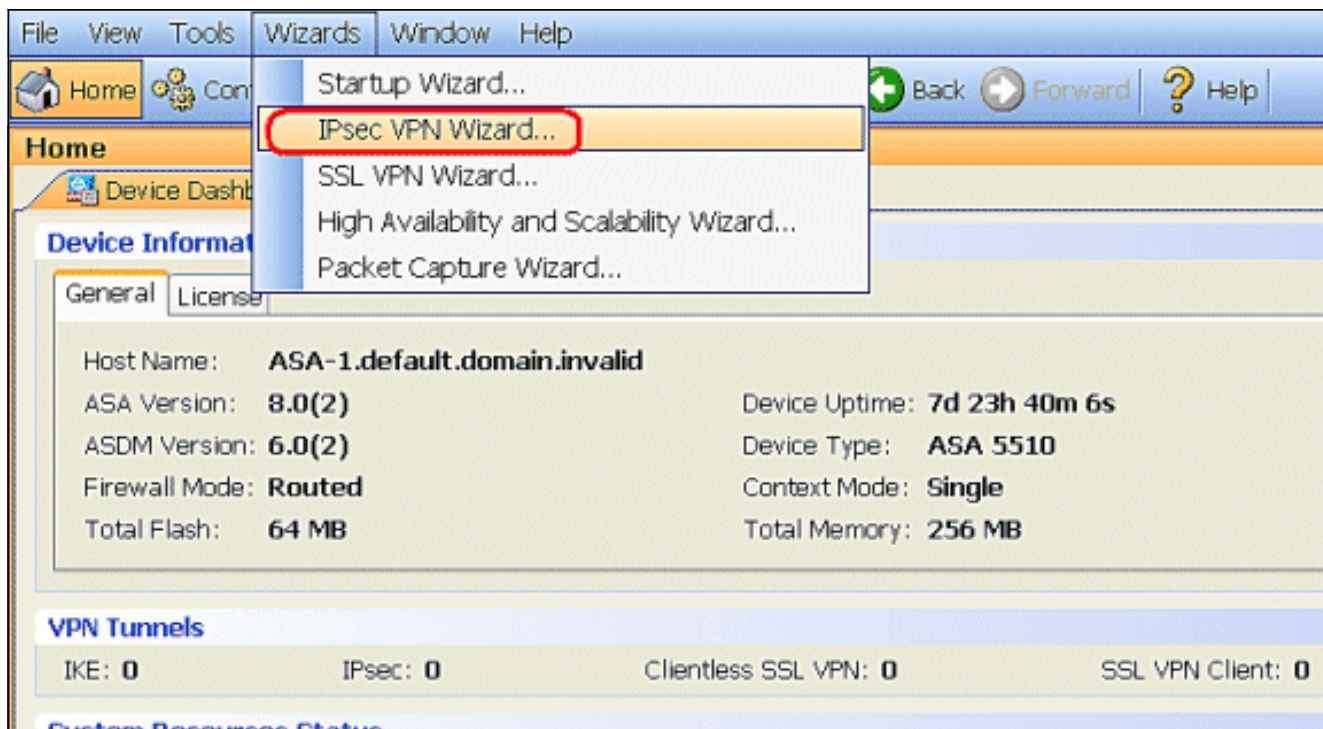 File View Tools Wizards Window Help
Home Back Forward Help
Startup Wizard...
IPsec VPN Wizard...
SSL VPN Wizard...
High Availability and Scalability Wizard...
Packet Capture Wizard...
Home
Device
General License
Host Name: ASA-1.default.domain.invalid
ASA Version: 8.0(2) Device Uptime: 7d 23h 40m 6s
ASDM Version: 6.0(2) Device Type: ASA 5510
Firewall Mode: Routed Context Mode: Single
Total Flash: 64 MB Total Memory: 256 MB
VPN Tunnels
IKE: 0 IPsec: 0 Clientless SSL VPN: 0 SSL VPN Client: 0
System Resources Status